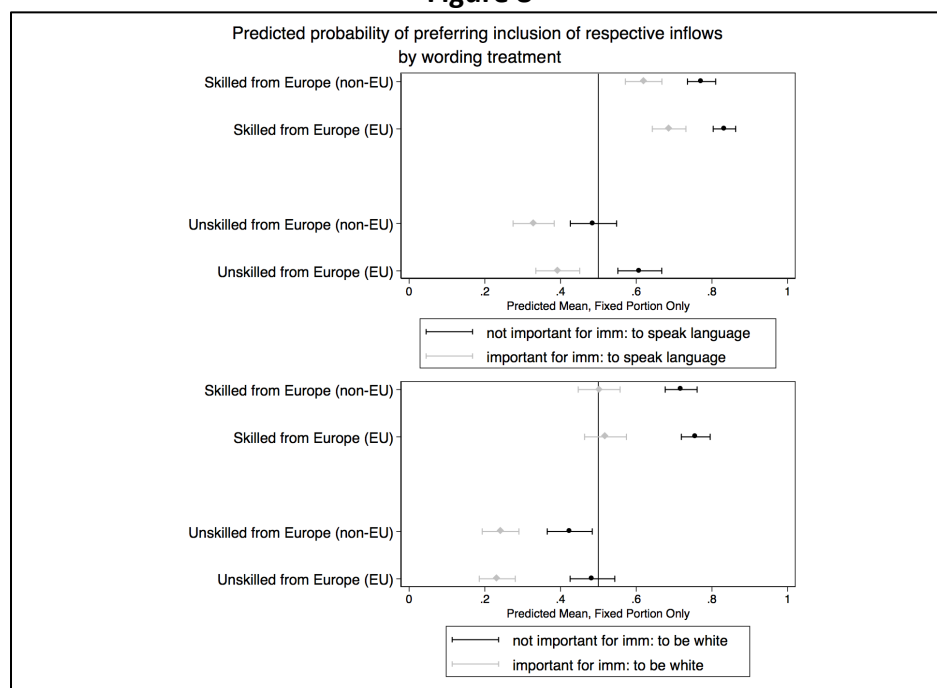 Predicted probability of preferring inclusion of respective inflows
by wording treatment
Skilled from Europe (non-EU)
Skilled from Europe (EU)
Unskilled from Europe (non-EU)
Unskilled from Europe (EU)
0 .2 .4 .6 .8 1
Predicted Mean, Fixed Portion Only
not important for imm: to speak language
important for imm: to speak language
Skilled from Europe (non-EU)
Skilled from Europe (EU)
Unskilled from Europe (non-EU)
Unskilled from Europe (EU)
0 .2 .4 .6 .8 1
Predicted Mean, Fixed Portion Only
not important for imm: to be white
important for imm: to be white